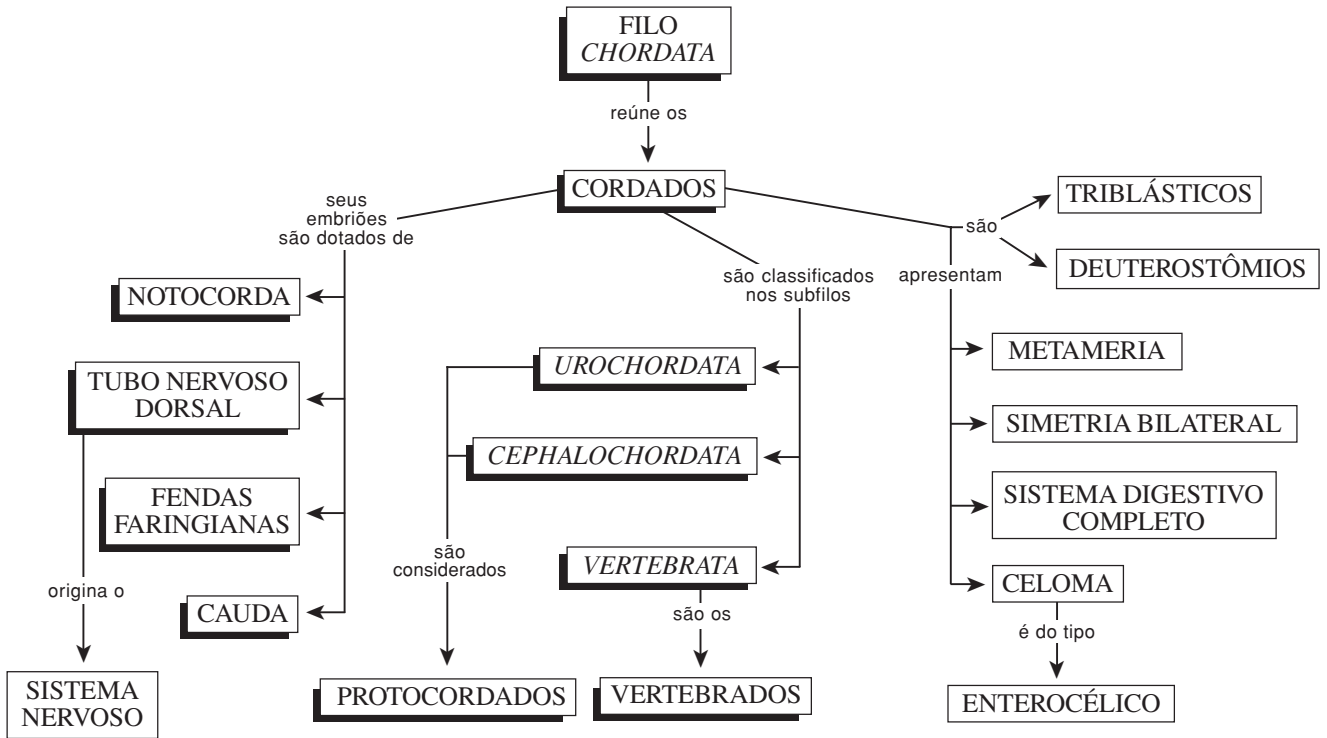 FILO
CHORDATA
reúne os
CORDADOS
seus
embriões
são dotados de
NOTOCORDA
TUBO NERVOSO
DORSAL
FENDAS
FARINGIANAS
CAUDA
origina o
SISTEMA
NERVOSO
são classificados
nos subfilos
UROCHORDATA
CEPHALOCHORDATA
VERTEBRATA
são
considerados
PROTOCORDADOS
são os
VERTEBRADOS
são
TRIBLÁSTICOS
DEUTEROSTÔMIOS
apresentam
METAMERIA
SIMETRIA BILATERAL
SISTEMA DIGESTIVO
COMPLETO
CELOMA
é do tipo
ENTEROCÉLICO